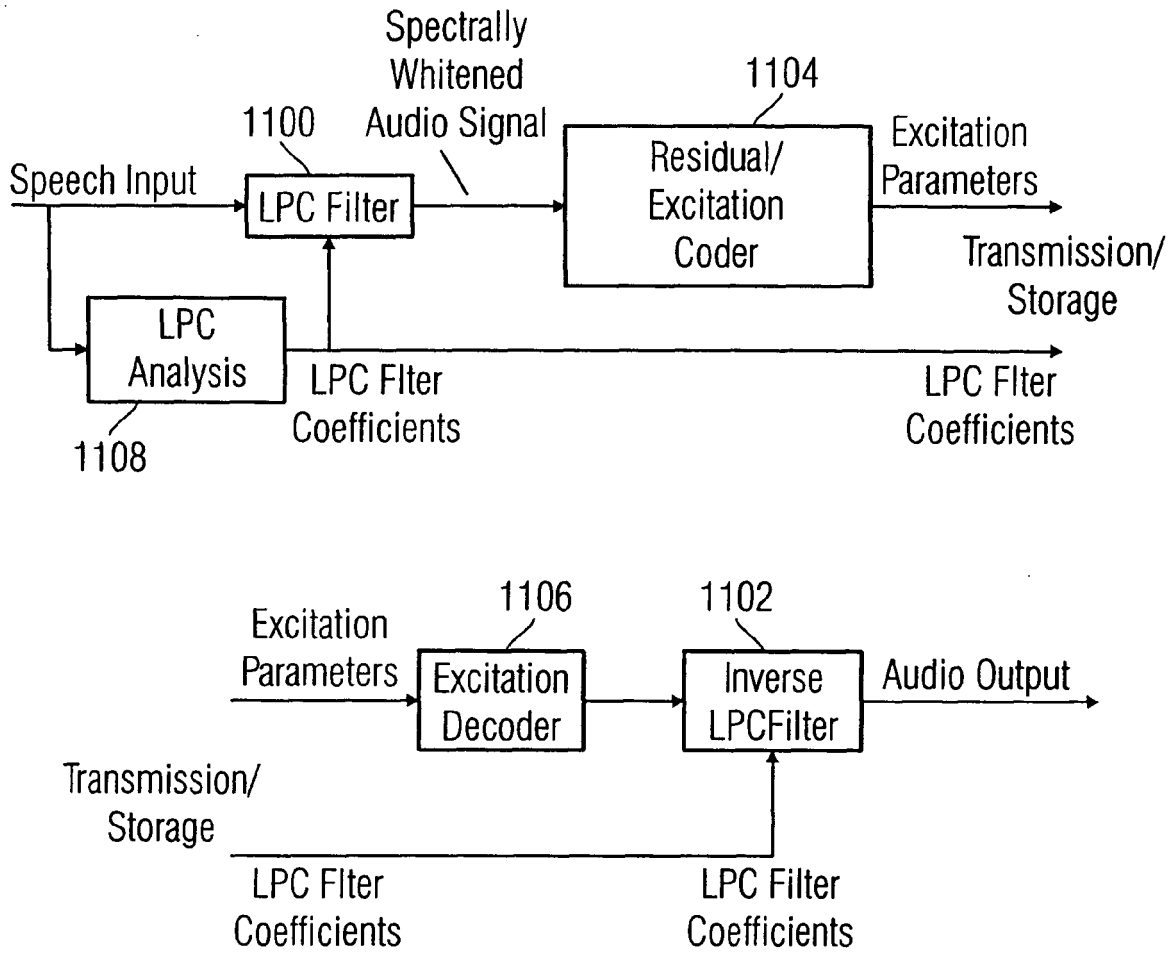 Spectrally
Whitened
Audio Signal
1100
1104
Speech Input
LPC Filter
Residual/
Excitation
Coder
Excitation
Parameters
Transmission/
Storage
LPC
Analysis
1108
LPC Flter
Coefficients
LPC Flter
Coefficients
Excitation
Parameters
1106
Excitation
Decoder
1102
Inverse
LPCFilter
Audio Output
Transmission/
Storage
LPC Flter
Coefficients
LPC Filter
Coefficients